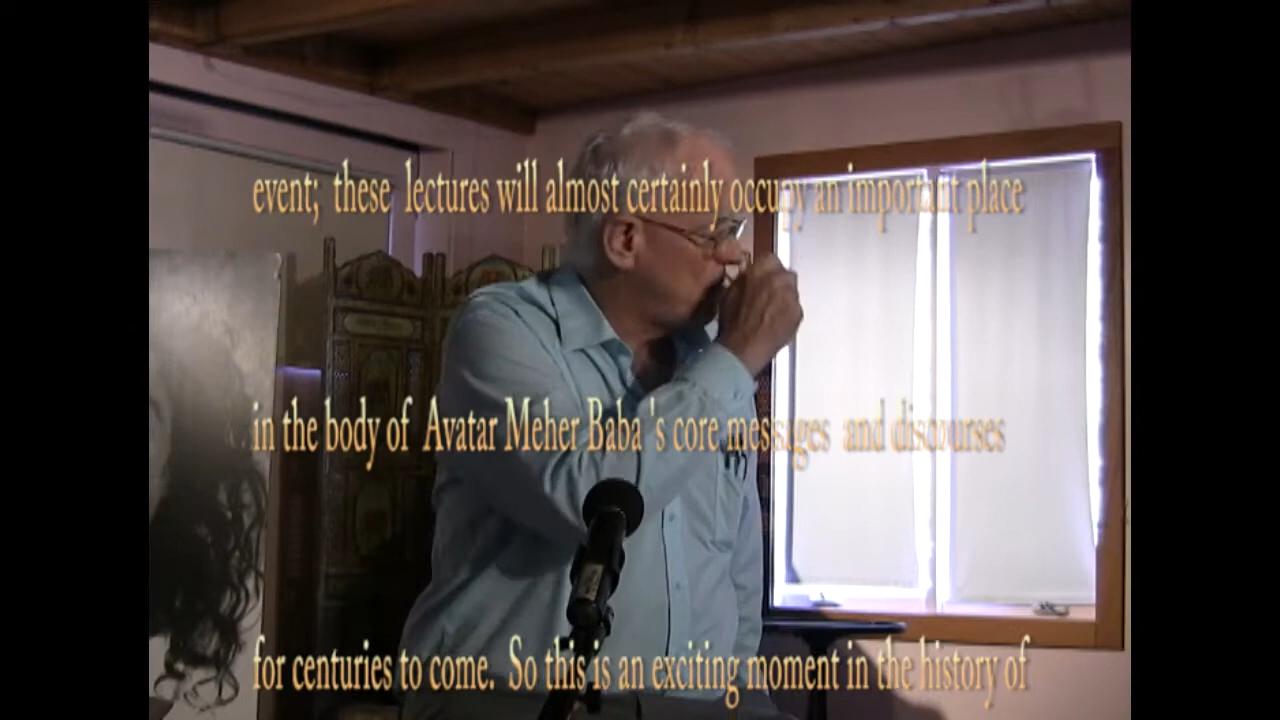 event; these lectures will almost certainly occupy an important place
in the body of Avatar Meher Baba 's core messages and discourses
for centuries to come. So this is an exciting moment in the history of